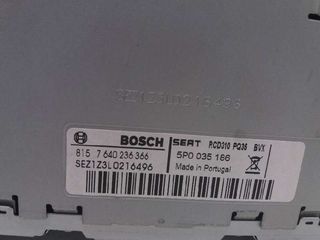 SEZ1Z3L0216496
BOSCH SEAT RCD310 PQ35 BVX
815 7 640 236 366 5P0 035 186
SEZ1Z3L0216496 Made in Portugal